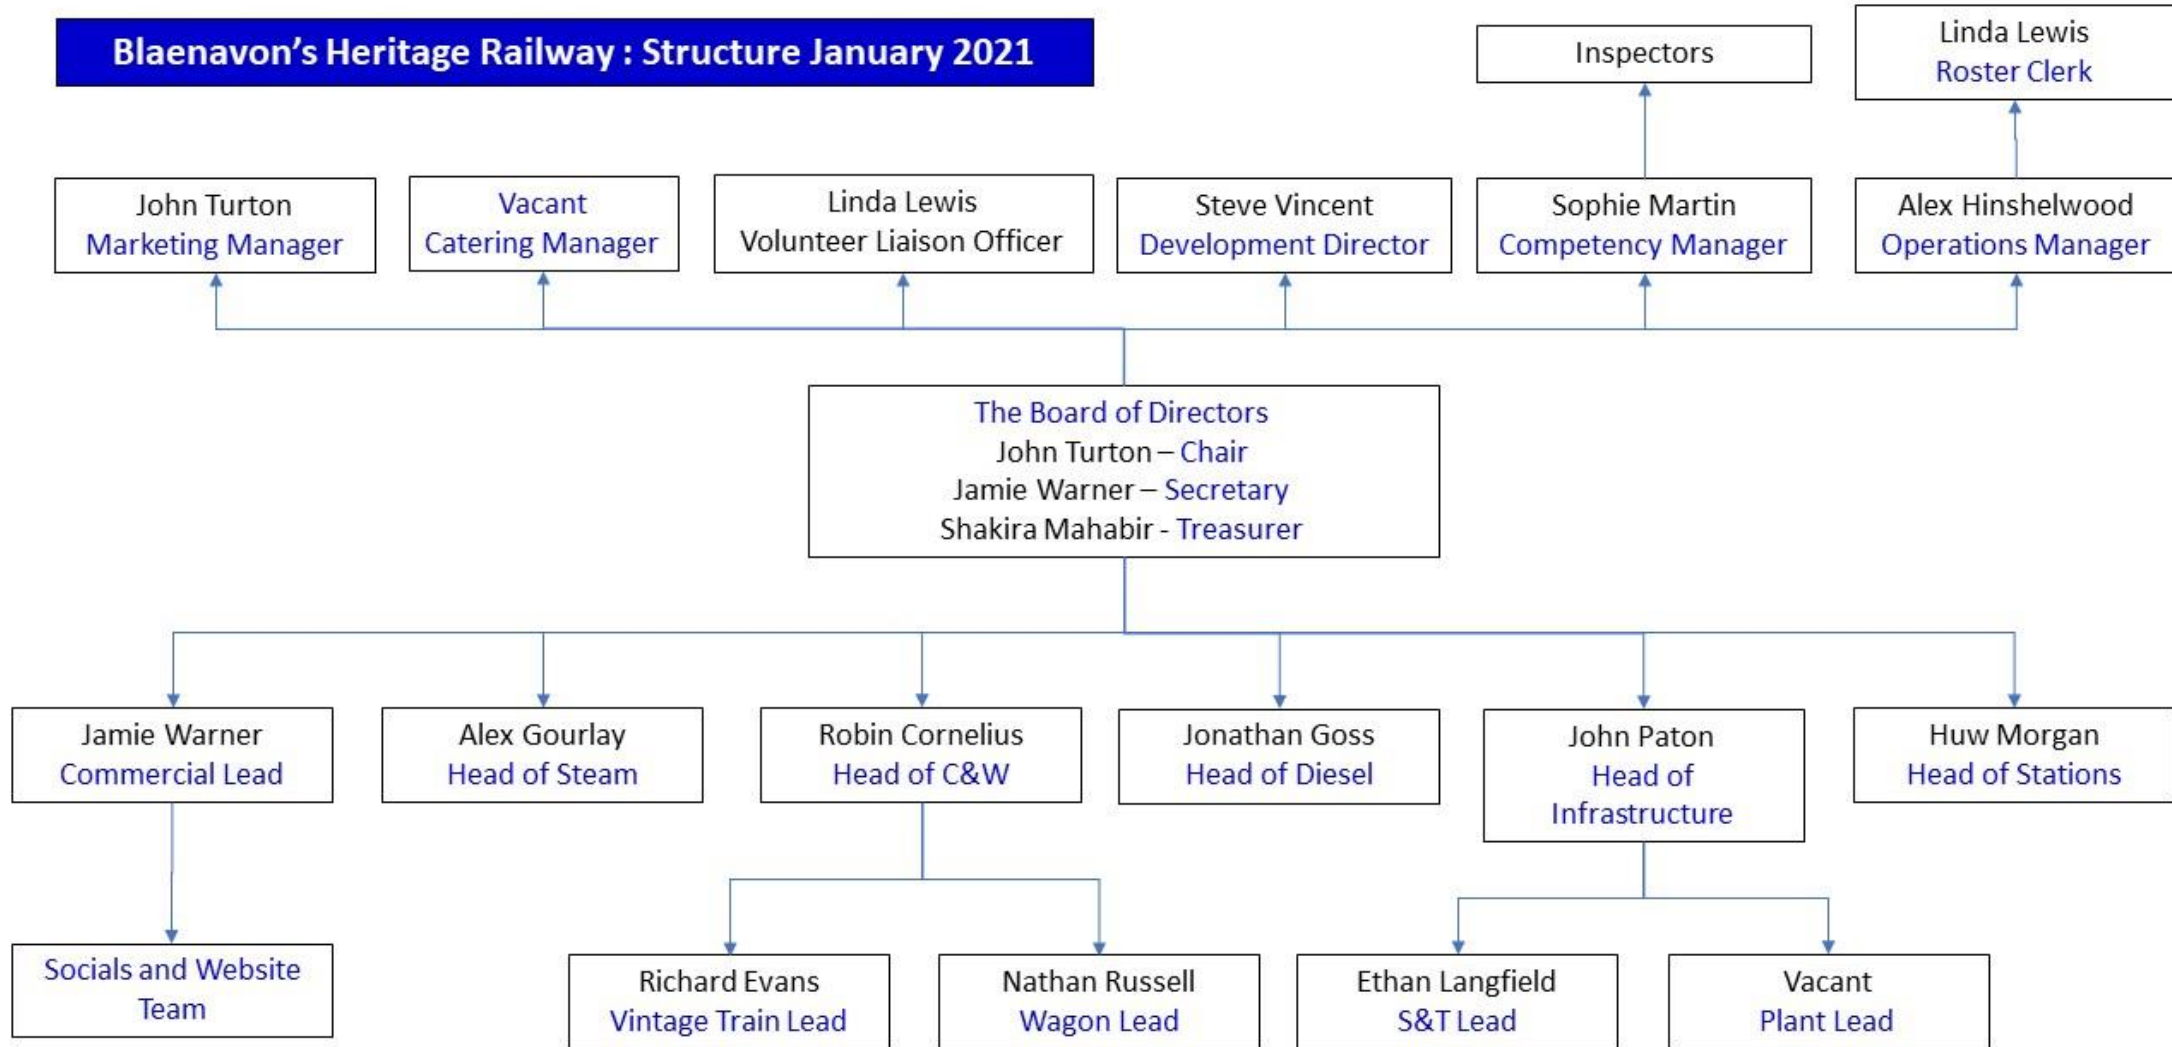 Blaenavon's Heritage Railway : Structure January 2021
Inspectors
Linda Lewis
Roster Clerk
John Turton
Marketing Manager
Vacant
Catering Manager
Linda Lewis
Volunteer Liaison Officer
Steve Vincent
Development Director
Sophie Martin
Competency Manager
Alex Hinshelwood
Operations Manager
The Board of Directors
John Turton – Chair
Jamie Warner – Secretary
Shakira Mahabir - Treasurer
Jamie Warner
Commercial Lead
Alex Gourlay
Head of Steam
Robin Cornelius
Head of C&W
Jonathan Goss
Head of Diesel
John Paton
Head of
Infrastructure
Huw Morgan
Head of Stations
Socials and Website
Team
Richard Evans
Vintage Train Lead
Nathan Russell
Wagon Lead
Ethan Langfield
S&T Lead
Vacant
Plant Lead